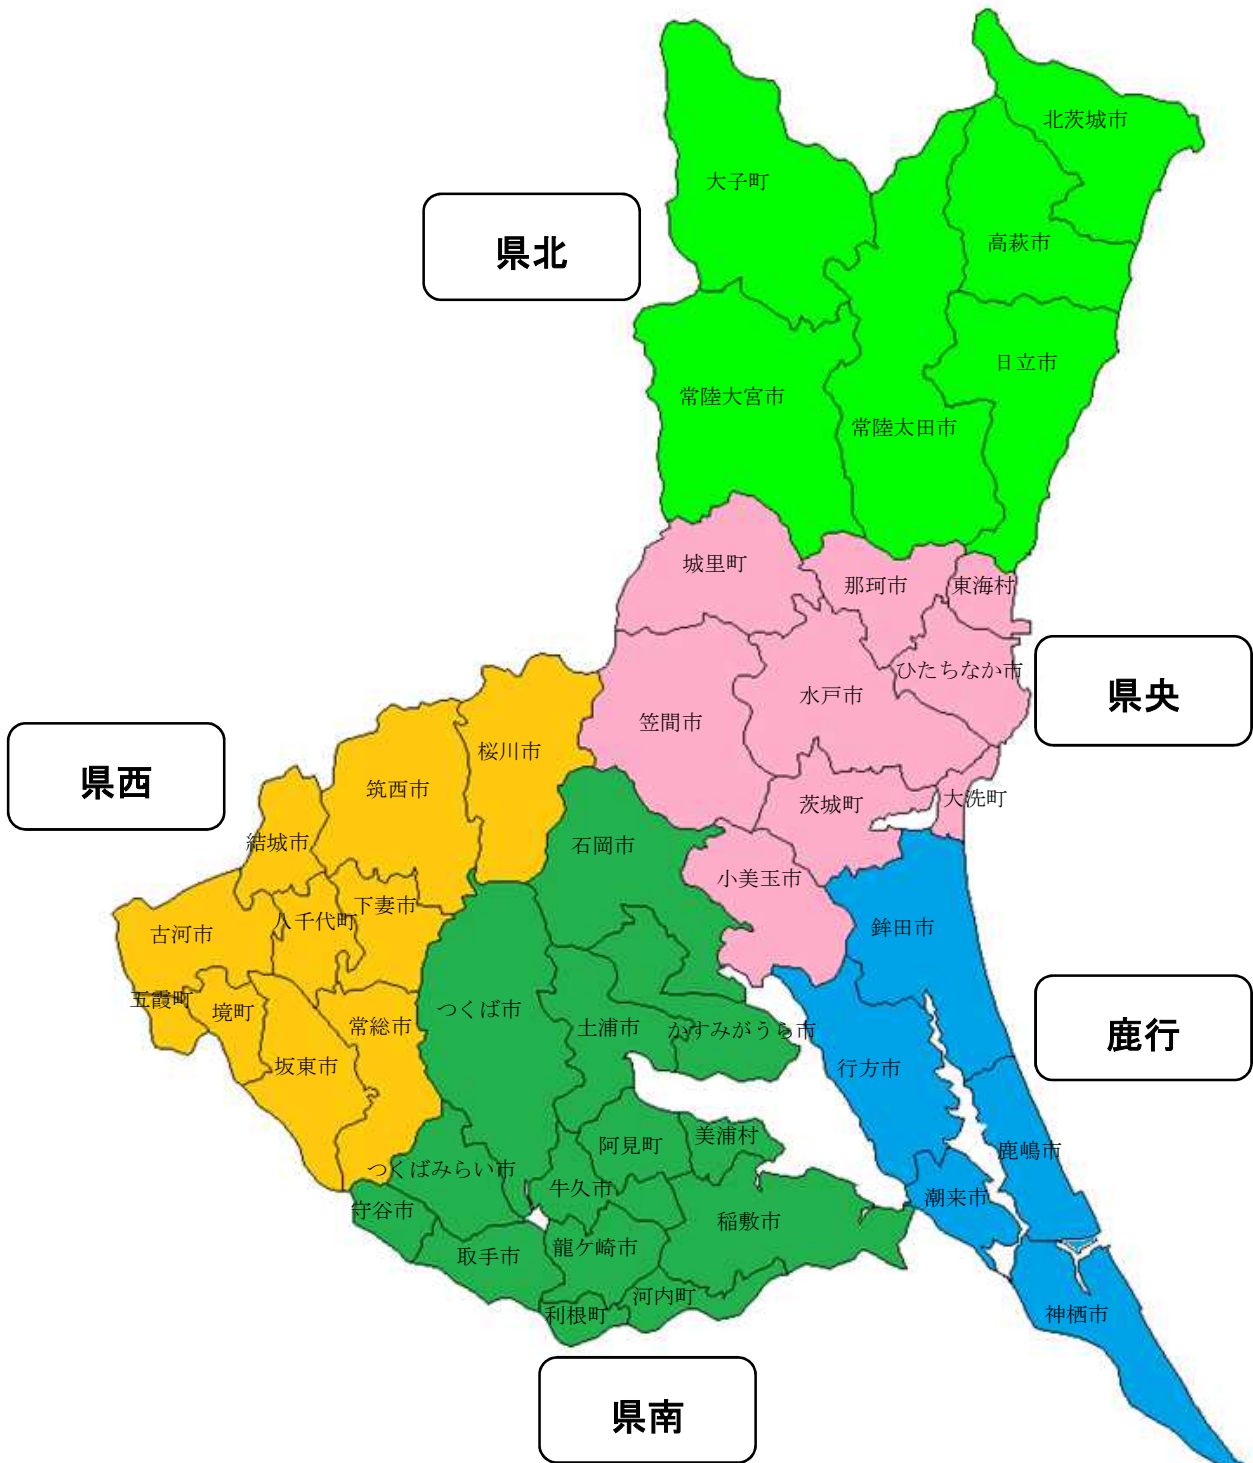 北茨城市
大子町
高萩市
県北
日立市
常陸大宮市
常陸太田市
城里町
那珂市
東海村
ひたちなか市
水戸市
県央
笠間市
桜川市
県西
筑西市
茨城町
大洗町
結城市
石岡市
小美玉市
下妻市
八千代町
古河市
鉾田市
五霞町
境町
つくば市
常総市
土浦市
かすみがうら市
鹿行
坂東市
行方市
美浦村
阿見町
鹿嶋市
つくばみらい市
牛久市
潮来市
守谷市
稲敷市
取手市
龍ケ崎市
河内町
利根町
神栖市
県南